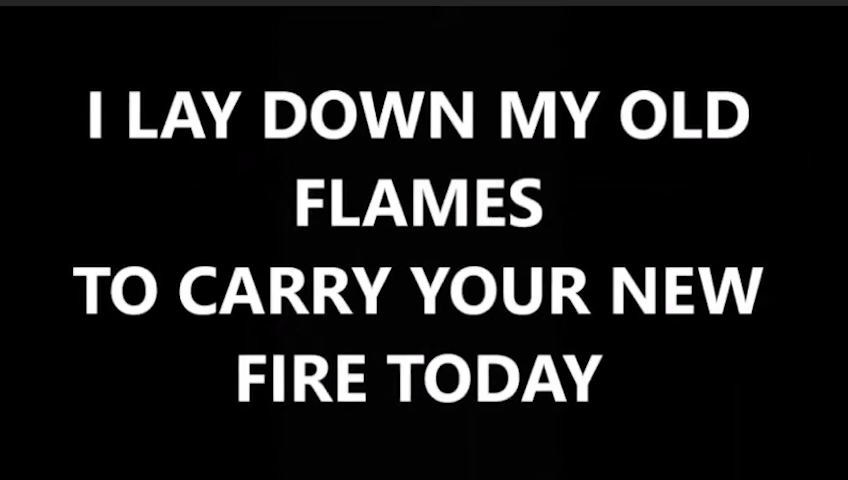 I LAY DOWN MY OLD
FLAMES
TO CARRY YOUR NEW
FIRE TODAY